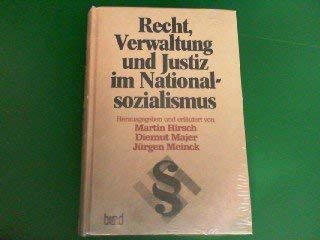 Recht,
Verwaltung
und Justiz
im National-
sozialismus
Herausgegeben und erläutert von
Martin Hirsch
Diemut Majer
Jürgen Meinck
§
bund